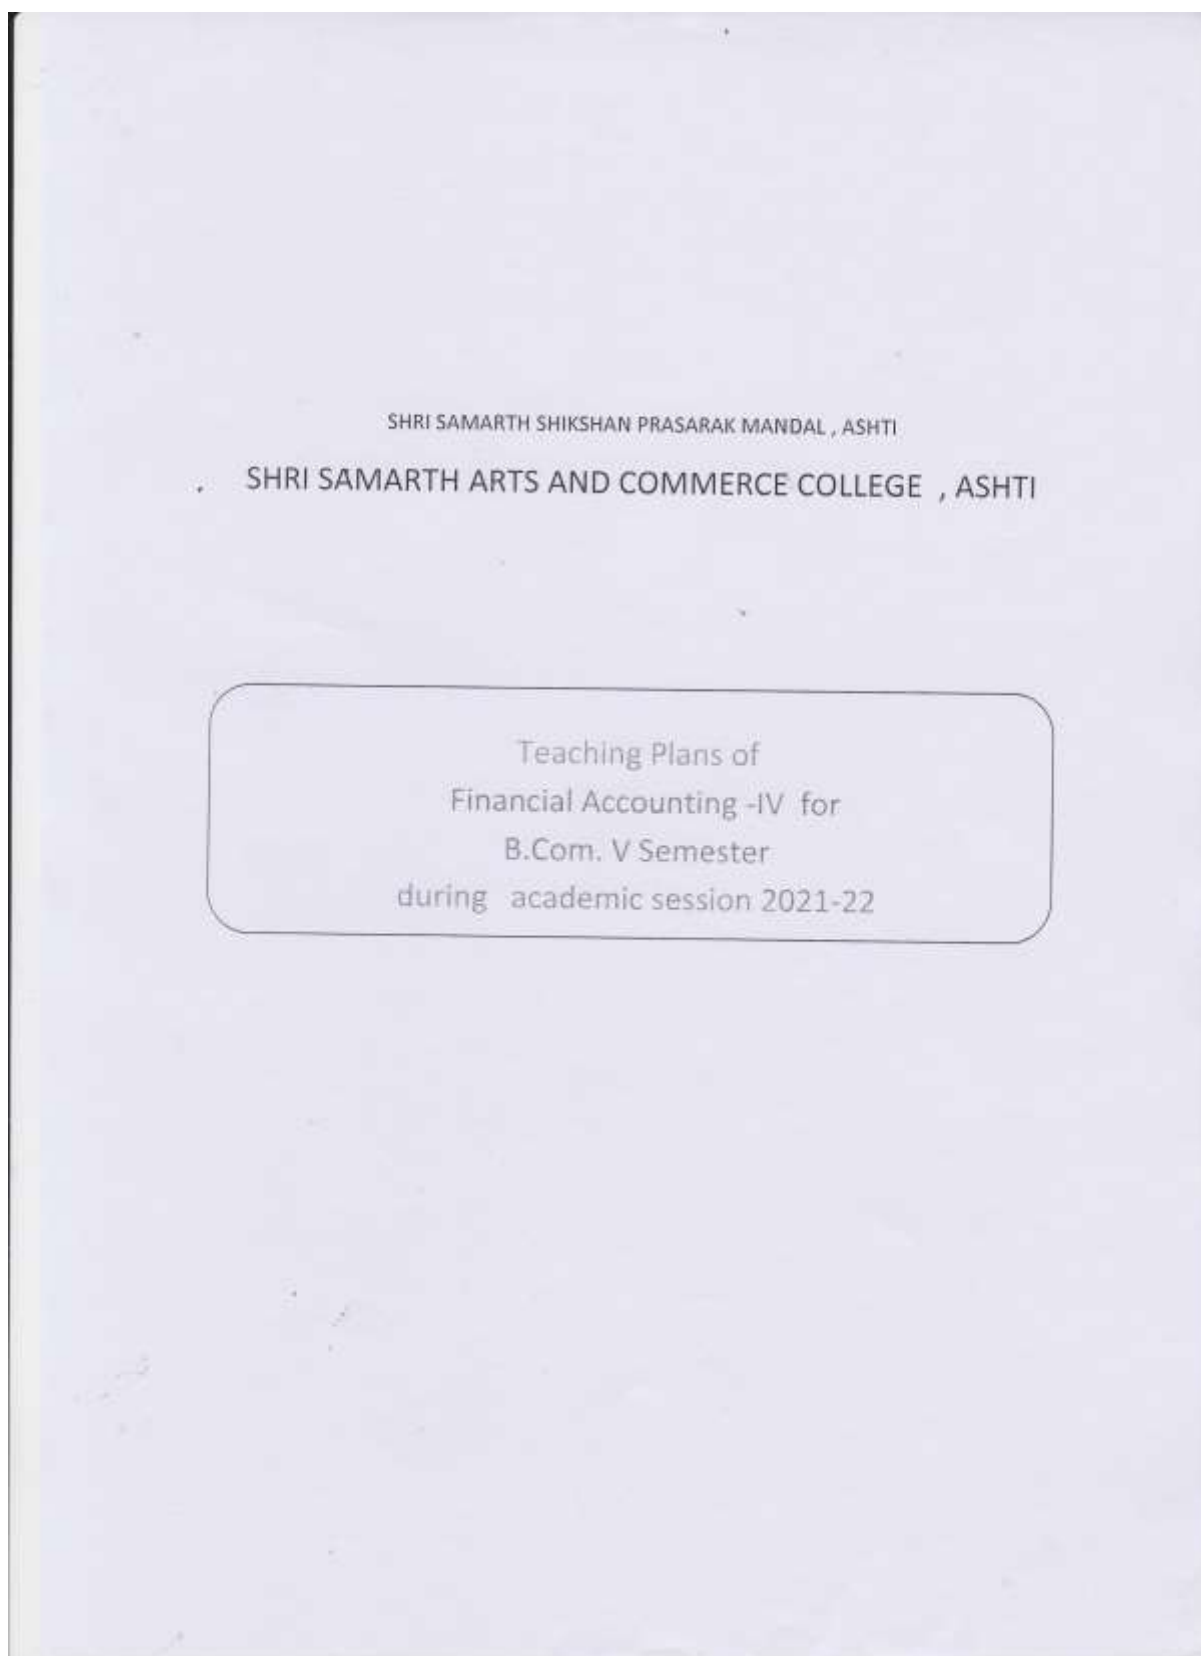 SHRI SAMARTH SHIKSHAN PRASARAK MANDAL , ASHTI
SHRI SAMARTH ARTS AND COMMERCE COLLEGE , ASHTI
Teaching Plans of
Financial Accounting -IV for
B.Com. V Semester
during academic session 2021-22